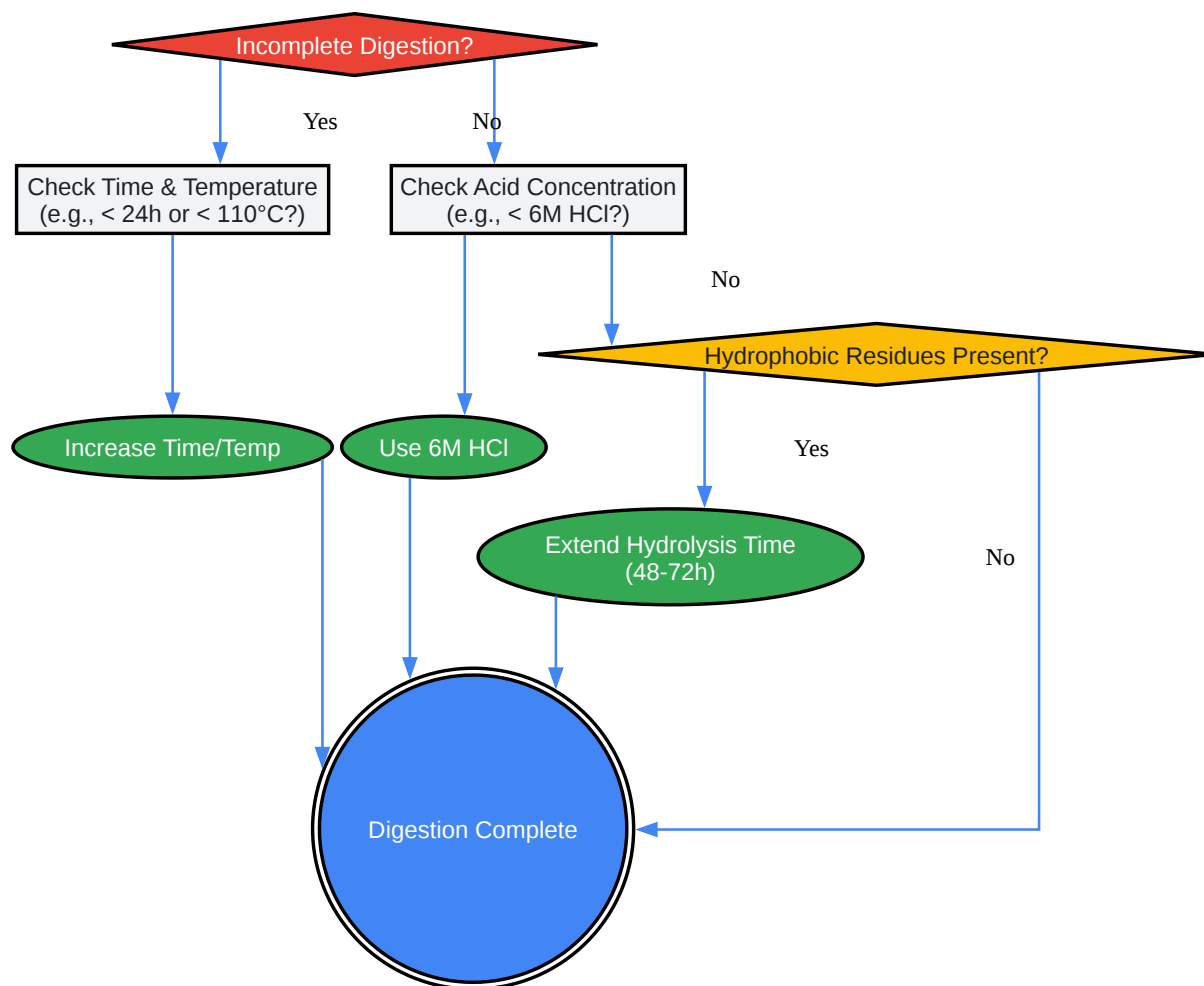 Incomplete Digestion?
Yes
No
Check Time & Temperature
(e.g., < 24h or < 110°C?)
Check Acid Concentration
(e.g., < 6M HCl?)
No
Hydrophobic Residues Present?
Increase Time/Temp
Use 6M HCl
Yes
Extend Hydrolysis Time
(48-72h)
No
Digestion Complete